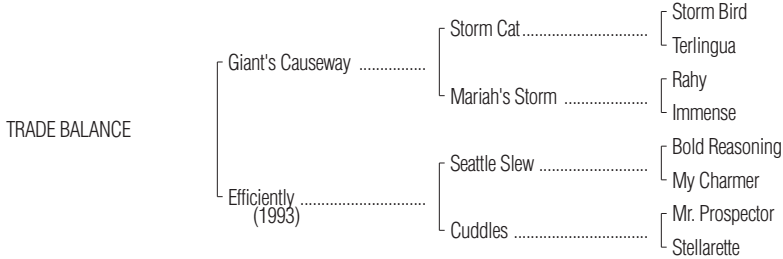 Storm Bird
Storm Cat..............................
Terlingua
Giant's Causeway ................
Rahy
Mariah's Storm ....................
Immense
TRADE BALANCE
Bold Reasoning
Seattle Slew ..........................
My Charmer
Efficiently ..............................
(1993)
Mr. Prospector
Cuddles ................................
Stellarette